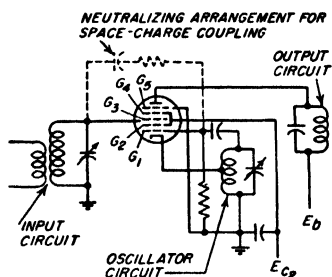 NEUTRALIZING ARRANGEMENT FOR
SPACE-CHARGE COUPLING
OUTPUT
CIRCUIT
G5
G4
G3
G2
G1
INPUT
CIRCUIT
OSCILLATOR
CIRCUIT
Ec2
Eb